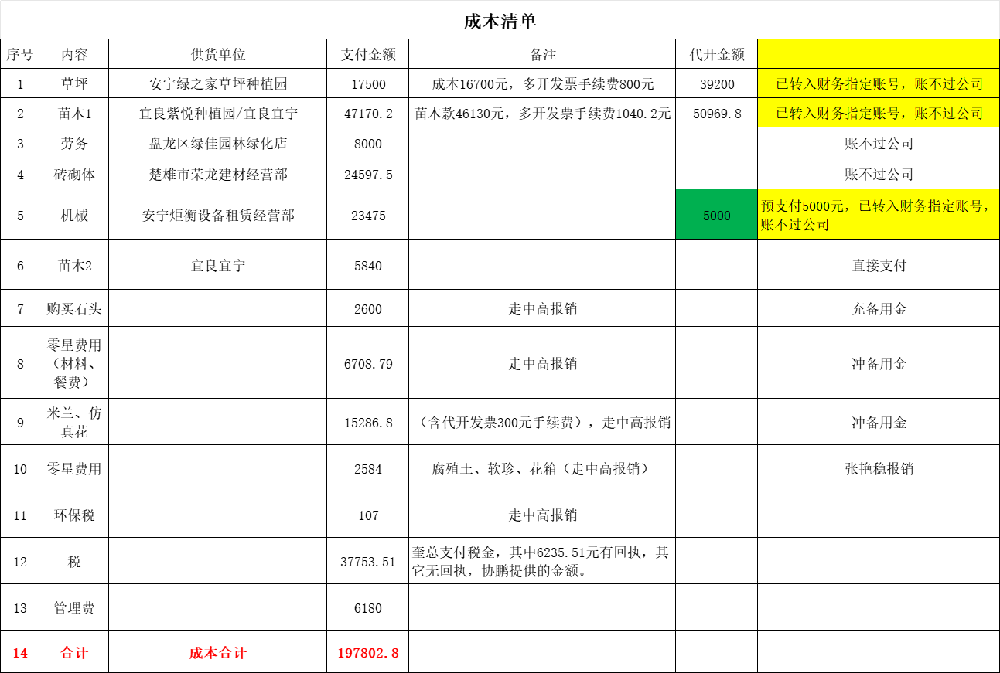 成本清单
序号 内容 供货单位 支付金额 备注 代开金额
1 草坪 安宁绿之家草坪种植园 17500 成本16700元，多开发票手续费800元 39200 已转入财务指定账号，账不过公司
2 苗木1 宜良紫悦种植园/宜良宜宁 47170.2 苗木款46130元，多开发票手续费1040.2元 50969.8 已转入财务指定账号，账不过公司
3 劳务 盘龙区绿佳园林绿化店 8000 账不过公司
4 砖砌体 楚雄市荣龙建材经营部 24597.5 账不过公司
5 机械 安宁炬衡设备租赁经营部 23475 5000 预支付5000元，已转入财务指定账号，
账不过公司
6 苗木2 宜良宜宁 5840 直接支付
7 购买石头 2600 走中高报销 充备用金
零星费用
8 （材料、 6708.79 走中高报销 冲备用金
餐费）
米兰、仿
9 15286.8 （含代开发票300元手续费），走中高报销 冲备用金
真花
10 零星费用 2584 腐殖土、软珍、花箱（走中高报销） 张艳稳报销
11 环保税 107 走中高报销
12 税 37753.51 奎总支付税金，其中6235.51元有回执，其
它无回执，协鹏提供的金额。
13 管理费 6180
14 合计 成本合计 197802.8